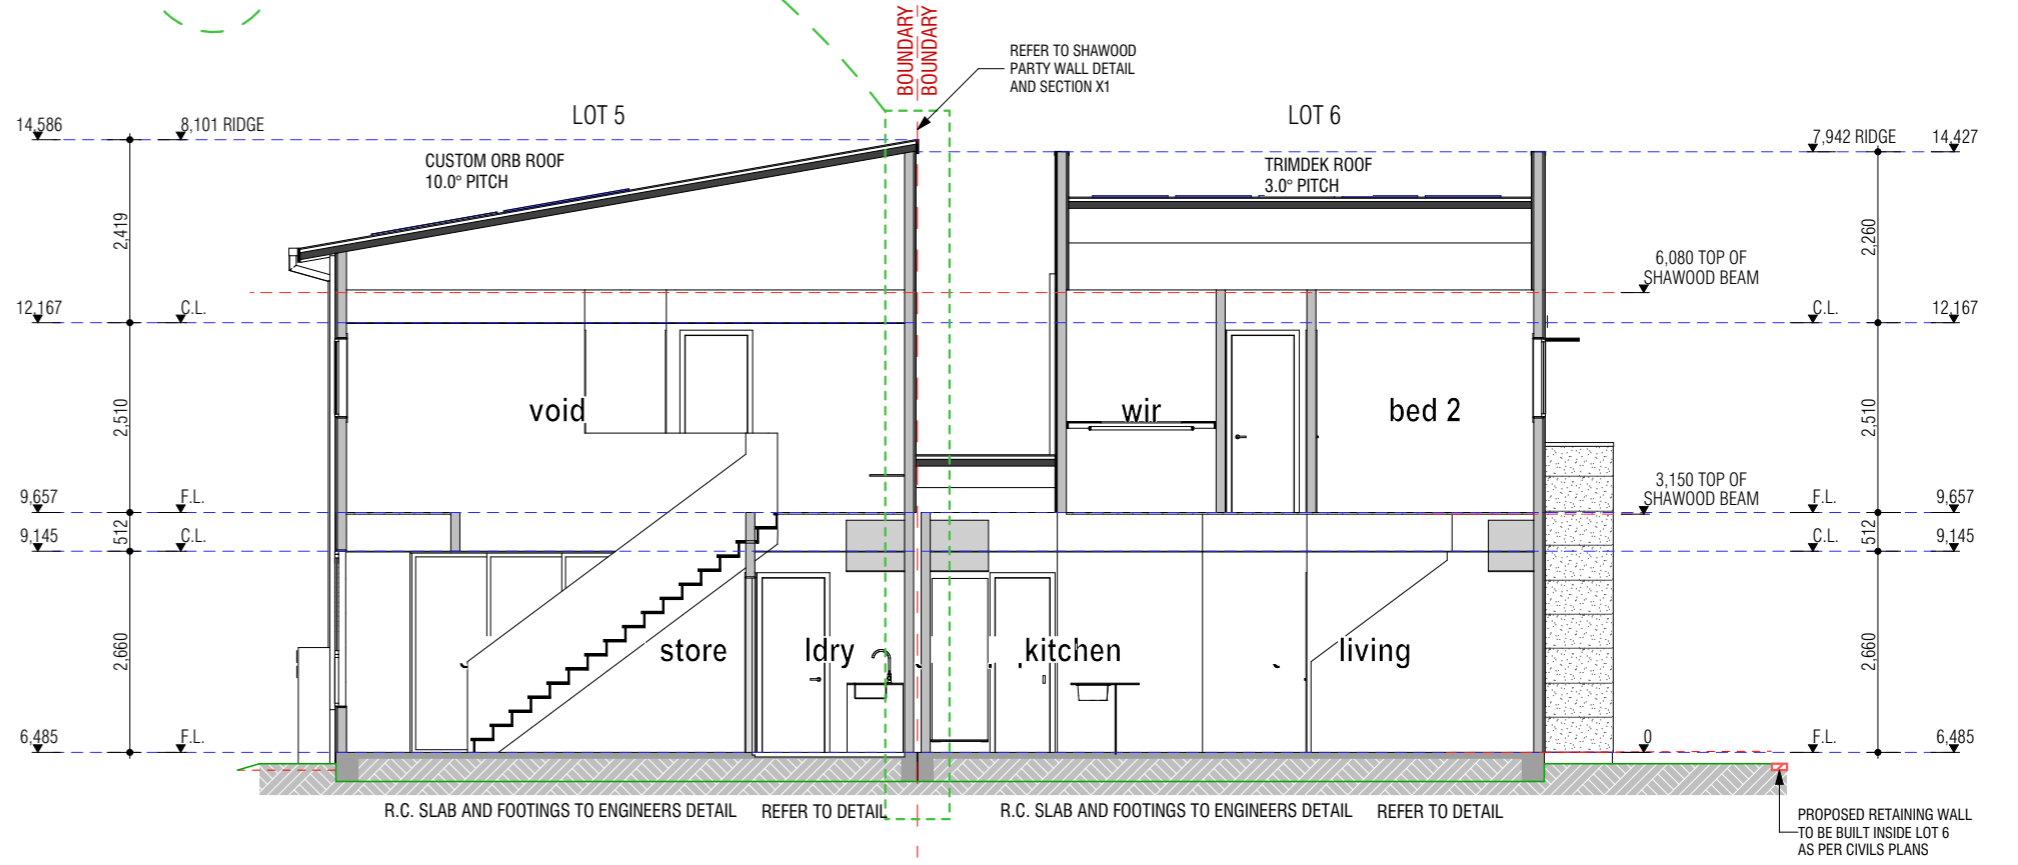 BOUNDARY
BOUNDARY
REFER TO SHAWOOD
PARTY WALL DETAIL
AND SECTION X1
LOT 5
LOT 6
14,586
8,101 RIDGE
7,942 RIDGE
14,427
CUSTOM ORB ROOF
10.0° PITCH
TRIMDEK ROOF
3.0° PITCH
2,419
2,260
6,080 TOP OF
SHAWOOD BEAM
12,167
C.L.
C.L.
12,167
2,510
void
wir
bed 2
2,510
3,150 TOP OF
SHAWOOD BEAM
9,657
F.L.
F.L.
9,657
512
512
9,145
C.L.
C.L.
9,145
2,660
store
ldry
kitchen
living
2,660
6,485
F.L.
0
F.L.
6,485
R.C. SLAB AND FOOTINGS TO ENGINEERS DETAIL
REFER TO DETAIL
R.C. SLAB AND FOOTINGS TO ENGINEERS DETAIL
REFER TO DETAIL
PROPOSED RETAINING WALL
TO BE BUILT INSIDE LOT 6
AS PER CIVILS PLANS